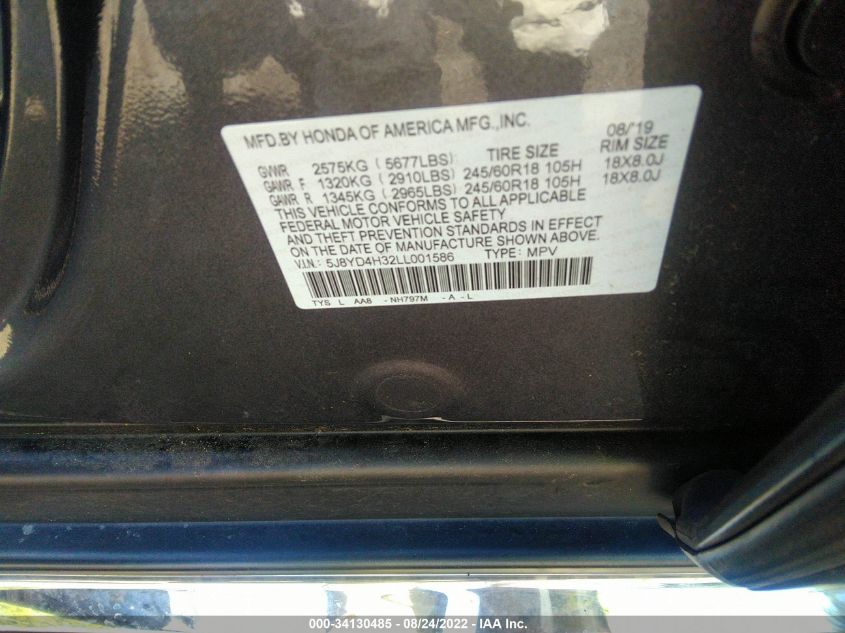 MFD.BY HONDA OF AMERICA MFG.,INC. 08/'19
TIRE SIZE RIM SIZE
GVWR 2575KG ( 5677LBS)
GAWR F 1320KG ( 2910LBS) 245/60R18 105H 18X8.0J
GAWR R 1345KG ( 2965LBS) 245/60R18 105H 18X8.0J
THIS VEHICLE CONFORMS TO ALL APPLICABLE
FEDERAL MOTOR VEHICLE SAFETY
AND THEFT PREVENTION STANDARDS IN EFFECT
ON THE DATE OF MANUFACTURE SHOWN ABOVE.
V.I.N.: 5J8YD4H32LL001586 TYPE: MPV
TYS L AA8 - NH797M - A - L
000-34130485 - 08/24/2022 - IAA Inc.